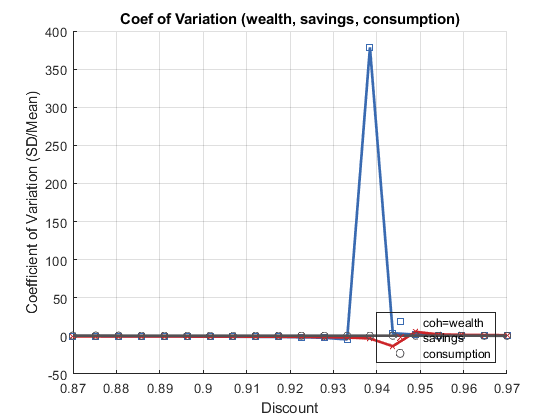 Coef of Variation (wealth, savings, consumption)
400
350
300
250
200
150
100
50
0
-50
Coefficient of Variation (SD/Mean)
coh=wealth
savings
consumption
0.87 0.88 0.89 0.9 0.91 0.92 0.93 0.94 0.95 0.96 0.97
Discount